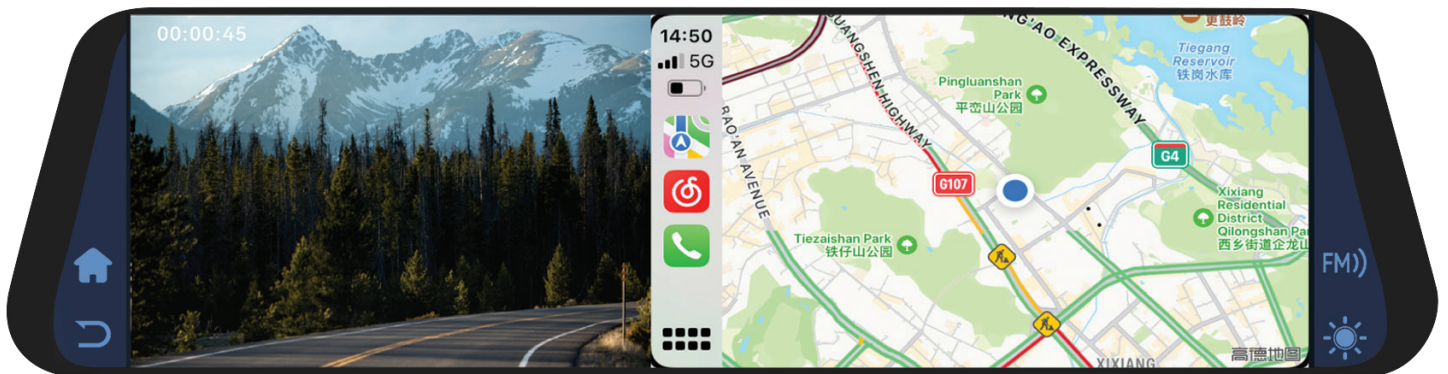 00:00:45
14:50
5G
GUANGSHEN HIGHWAY
BAO'AN AVENUE
NG'AO EXPRESSWAY
更鼓岭
Tiegang
Reservoir
铁岗水库
Pingluanshan
Park
平峦山公园
G4
G107
Xixiang
Residential
District
Qilongshan Pa
西乡街道企龙山
Tiezaishan Park
铁仔山公园
XIXIANG
高德地图
FM